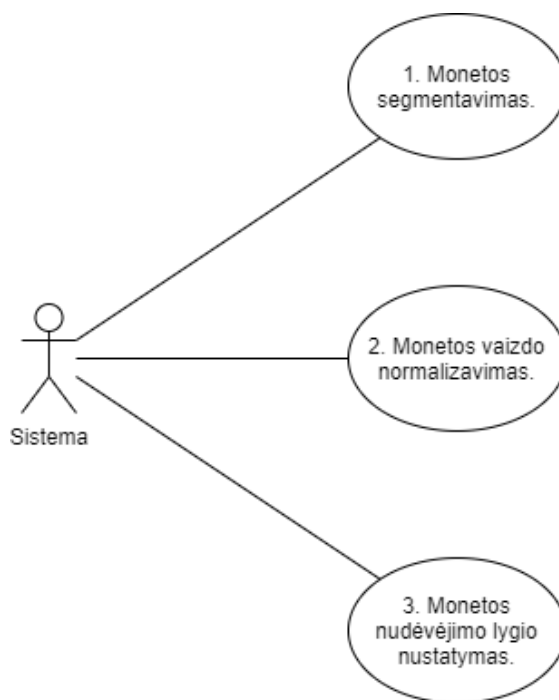 1. Monetos
segmentavimas.
2. Monetos vaizdo
normalizavimas.
Sistema
3. Monetos
nudėvėjimo lygio
nustatymas.